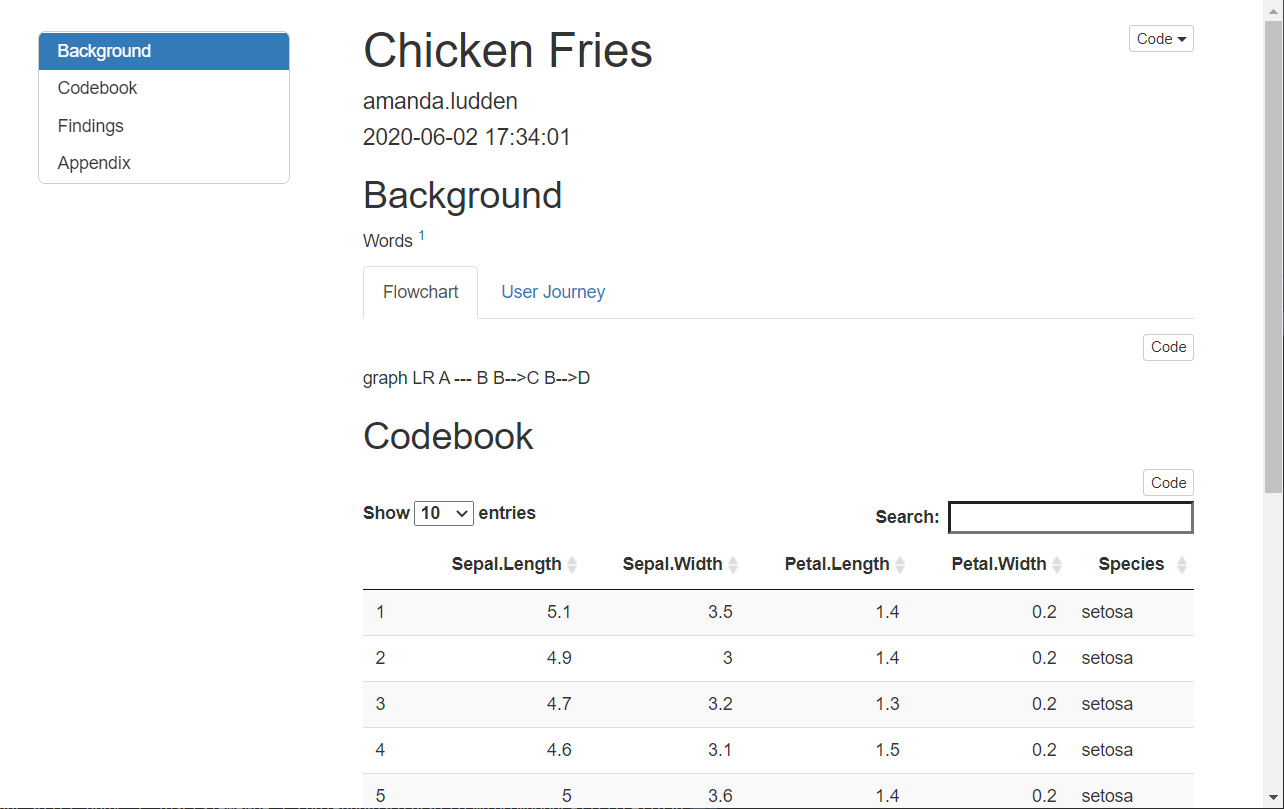 Background
Codebook
Findings
Appendix
Chicken Fries
Code
amanda.ludden
2020-06-02 17:34:01
Background
Words 1
Flowchart User Journey
Code
graph LR A --- B B-->C B-->D
Codebook
Code
Show 10 entries Search:
Sepal.Length Sepal.Width Petal.Length Petal.Width Species
1 5.1 3.5 1.4 0.2 setosa
2 4.9 3 1.4 0.2 setosa
3 4.7 3.2 1.3 0.2 setosa
4 4.6 3.1 1.5 0.2 setosa
5 5 3.6 1.4 0.2 setosa